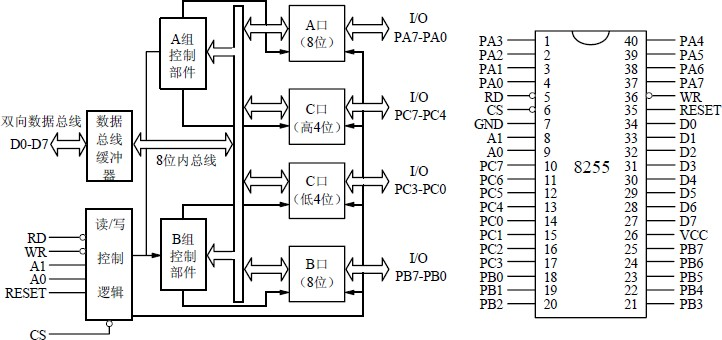 A组
控制
部件
A口
（8位）
I/O
PA7-PA0
C口
（高4位）
I/O
PC7-PC4
双向数据总线
D0-D7
数据
总线
缓冲
器
8位内总线
C口
（低4位）
I/O
PC3-PC0
RD
WR
A1
A0
RESET
CS
读/写
控制
逻辑
B组
控制
部件
B口
（8位）
I/O
PB7-PB0
PA3 1 40 PA4
PA2 2 39 PA5
PA1 3 38 PA6
PA0 4 37 PA7
RD 5 36 WR
CS 6 35 RESET
GND 7 34 D0
A1 8 33 D1
A0 9 32 D2
PC7 10 8255 31 D3
PC6 11 30 D4
PC5 12 29 D5
PC4 13 28 D6
PC0 14 27 D7
PC1 15 26 VCC
PC2 16 25 PB7
PC3 17 24 PB6
PB0 18 23 PB5
PB1 19 22 PB4
PB2 20 21 PB3